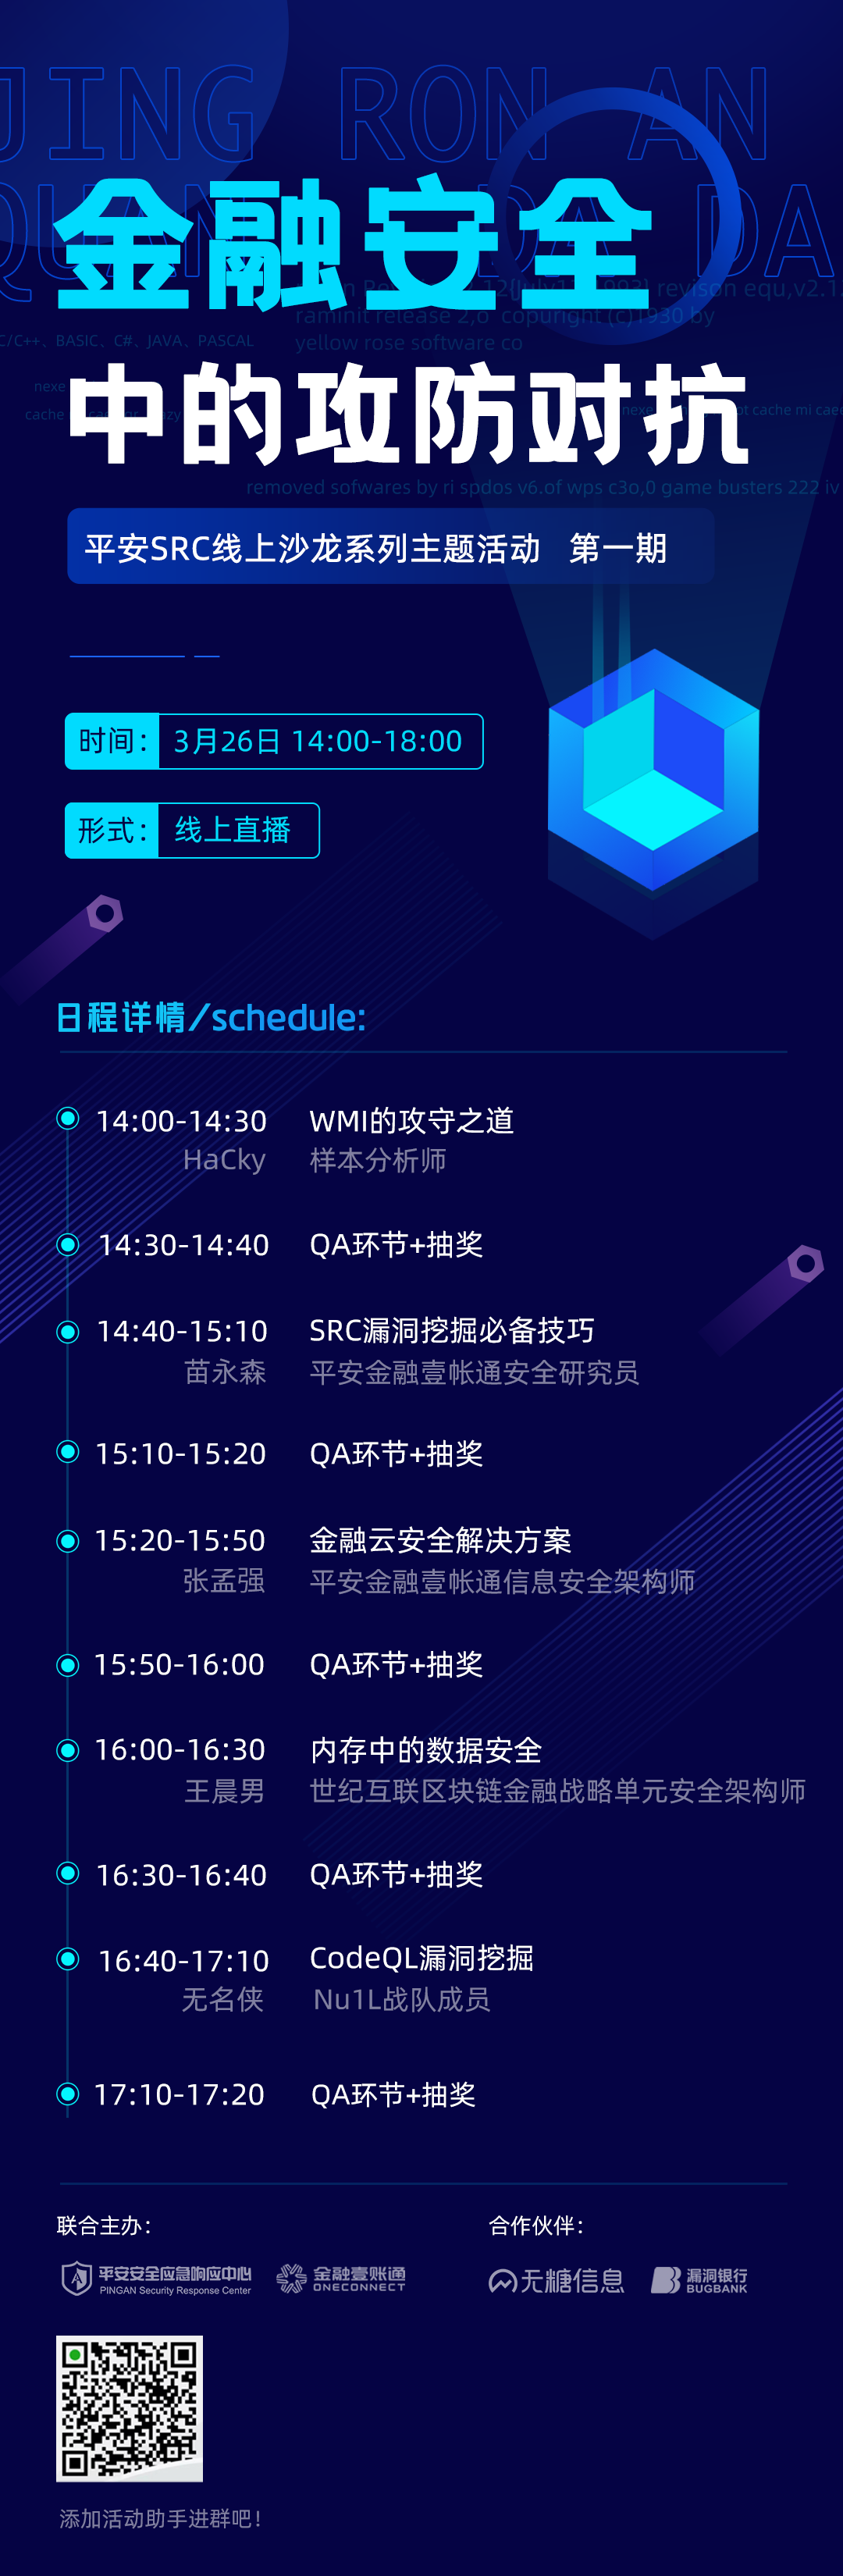 JING RON AN
QUAN DA DA
金融安全
12(July12,1993) revison equ,v2.1.
raminit release 2,o copuright (c)1930 by
yellow rose software co
C/C++、BASIC、C#、JAVA、PASCAL
nexe
cache
中的攻防对抗
nexe
cache mi caec
removed sofwares by ri spdos v6.of wps c3o,0 game busters 222 iv
平安SRC线上沙龙系列主题活动 第一期
时间： 3月26日 14:00-18:00
形式： 线上直播
日程详情/schedule:
14:00-14:30 WMI的攻守之道
HaCky 样本分析师
14:30-14:40 QA环节+抽奖
14:40-15:10 SRC漏洞挖掘必备技巧
苗永森 平安金融壹帐通安全研究员
15:10-15:20 QA环节+抽奖
15:20-15:50 金融云安全解决方案
张孟强 平安金融壹帐通信息安全架构师
15:50-16:00 QA环节+抽奖
16:00-16:30 内存中的数据安全
王晨男 世纪互联区块链金融战略单元安全架构师
16:30-16:40 QA环节+抽奖
16:40-17:10 CodeQL漏洞挖掘
无名侠 Nu1L战队成员
17:10-17:20 QA环节+抽奖
联合主办： 合作伙伴：
平安安全应急响应中心 金融壹账通 无糖信息 漏洞银行
PINGAN Security Response Center ONECONNECT BUGBANK
添加活动助手进群吧！